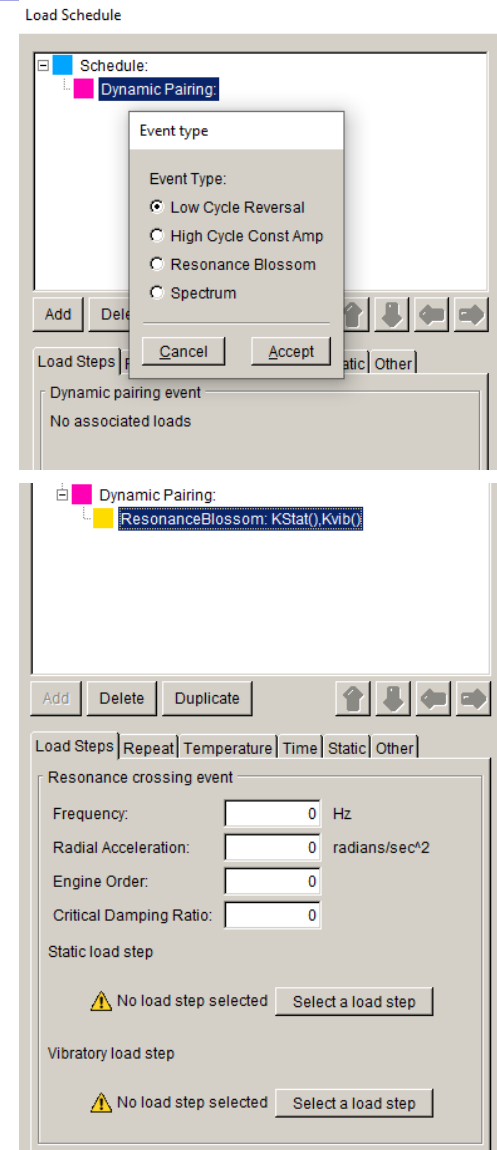 Load Schedule
Schedule:
Dynamic Pairing:
Event type
Event Type:
Low Cycle Reversal
High Cycle Const Amp
Resonance Blossom
Spectrum
Add
Cancel Accept
Load Steps Other
Dynamic pairing event
No associated loads
Dynamic Pairing:
ResonanceBlossom: KStat(),Kvib()
Add Delete Duplicate
Load Steps Repeat Temperature Time Static Other
Resonance crossing event
Frequency: 0 Hz
Radial Acceleration: 0 radians/sec^2
Engine Order: 0
Critical Damping Ratio: 0
Static load step
No load step selected Select a load step
Vibratory load step
No load step selected Select a load step